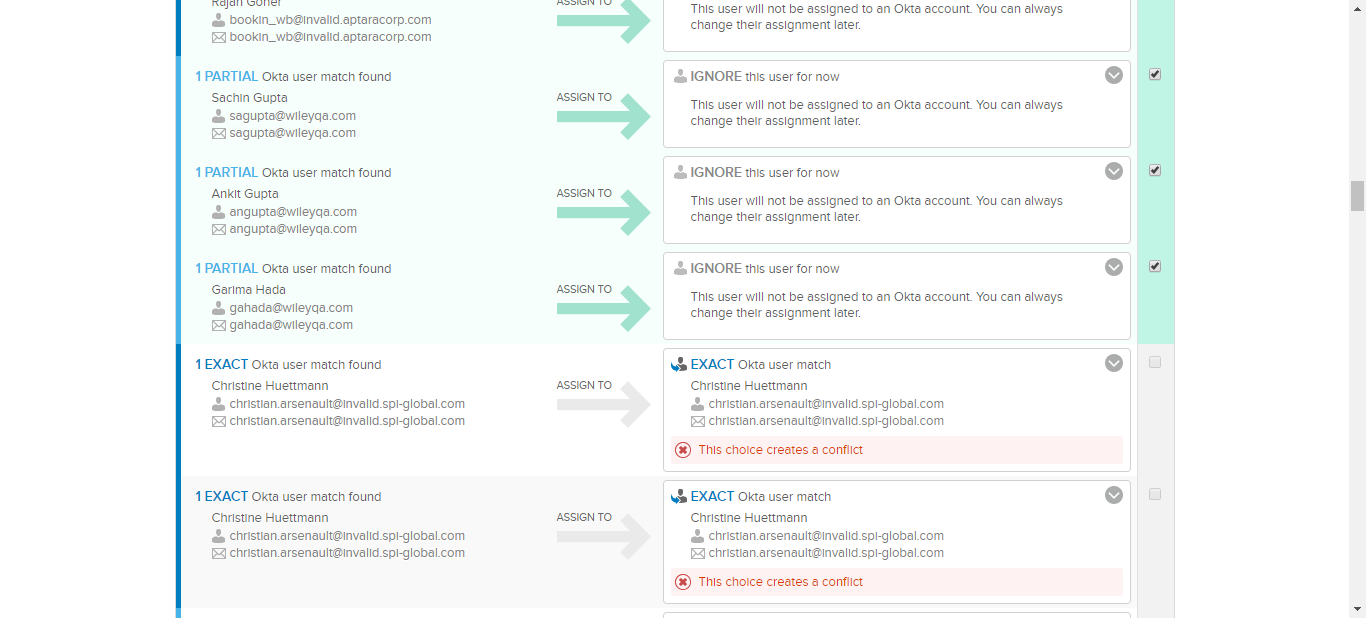 Rajan Goher
bookin_wb@invalid.aptaracorp.com
bookin_wb@invalid.aptaracorp.com
ASSIGN TO
This user will not be assigned to an Okta account. You can always
change their assignment later.
1 PARTIAL Okta user match found
Sachin Gupta
sagupta@wileyqa.com
sagupta@wileyqa.com
ASSIGN TO
IGNORE this user for now
This user will not be assigned to an Okta account. You can always
change their assignment later.
1 PARTIAL Okta user match found
Ankit Gupta
angupta@wileyqa.com
angupta@wileyqa.com
ASSIGN TO
IGNORE this user for now
This user will not be assigned to an Okta account. You can always
change their assignment later.
1 PARTIAL Okta user match found
Garima Hada
gahada@wileyqa.com
gahada@wileyqa.com
ASSIGN TO
IGNORE this user for now
This user will not be assigned to an Okta account. You can always
change their assignment later.
1 EXACT Okta user match found
Christine Huettmann
christian.arsenault@invalid.spi-global.com
christian.arsenault@invalid.spi-global.com
ASSIGN TO
EXACT Okta user match
Christine Huettmann
christian.arsenault@invalid.spi-global.com
christian.arsenault@invalid.spi-global.com
This choice creates a conflict
1 EXACT Okta user match found
Christine Huettmann
christian.arsenault@invalid.spi-global.com
christian.arsenault@invalid.spi-global.com
ASSIGN TO
EXACT Okta user match
Christine Huettmann
christian.arsenault@invalid.spi-global.com
christian.arsenault@invalid.spi-global.com
This choice creates a conflict